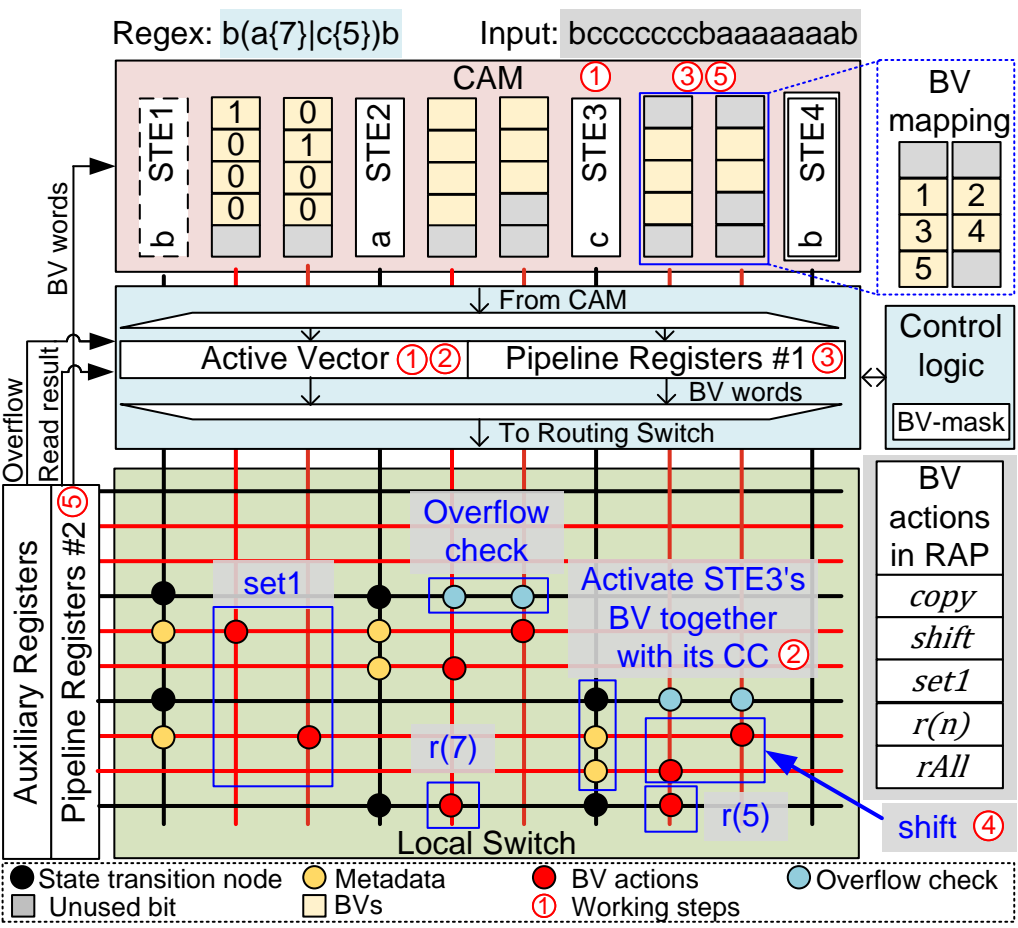 Regex: b(a{7}|c{5})b
Input: bcccccccbaaaaaaab
CAM
① ③⑤
STE1 b
1 0
0 1
0 0
0 0
STE2 a
STE3 c
STE4 b
BV
mapping
1 2
3 4
5
BV words
From CAM
Active Vector ①②
Pipeline Registers #1 ③
BV words
To Routing Switch
Control
logic
BV-mask
Overflow
Read result
Auxiliary Registers
Pipeline Registers #2 ⑤
Overflow
check
set1
Activate STE3's
BV together
with its CC ②
r(7)
r(5)
shift ④
Local Switch
BV
actions
in RAP
copy
shift
set1
r(n)
rAll
State transition node
Metadata
BV actions
Overflow check
Unused bit
BVs
① Working steps